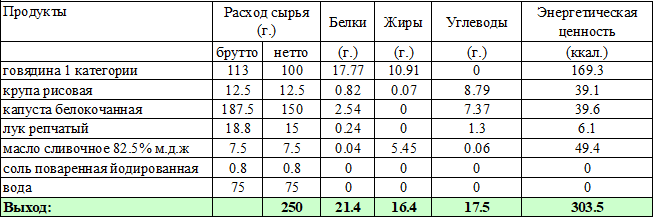 Продукты Расход сырья Белки Жиры Углеводы Энергетическая
(г.) ценность
брутто нетто (г.) (г.) (г.) (ккал.)
говядина 1 категории 113 100 17.77 10.91 0 169.3
крупа рисовая 12.5 12.5 0.82 0.07 8.79 39.1
капуста белокочанная 187.5 150 2.54 0 7.37 39.6
лук репчатый 18.8 15 0.24 0 1.3 6.1
масло сливочное 82.5% м.д.ж 7.5 7.5 0.04 5.45 0.06 49.4
соль поваренная йодированная 0.8 0.8 0 0 0 0
вода 75 75 0 0 0 0
Выход: 250 21.4 16.4 17.5 303.5